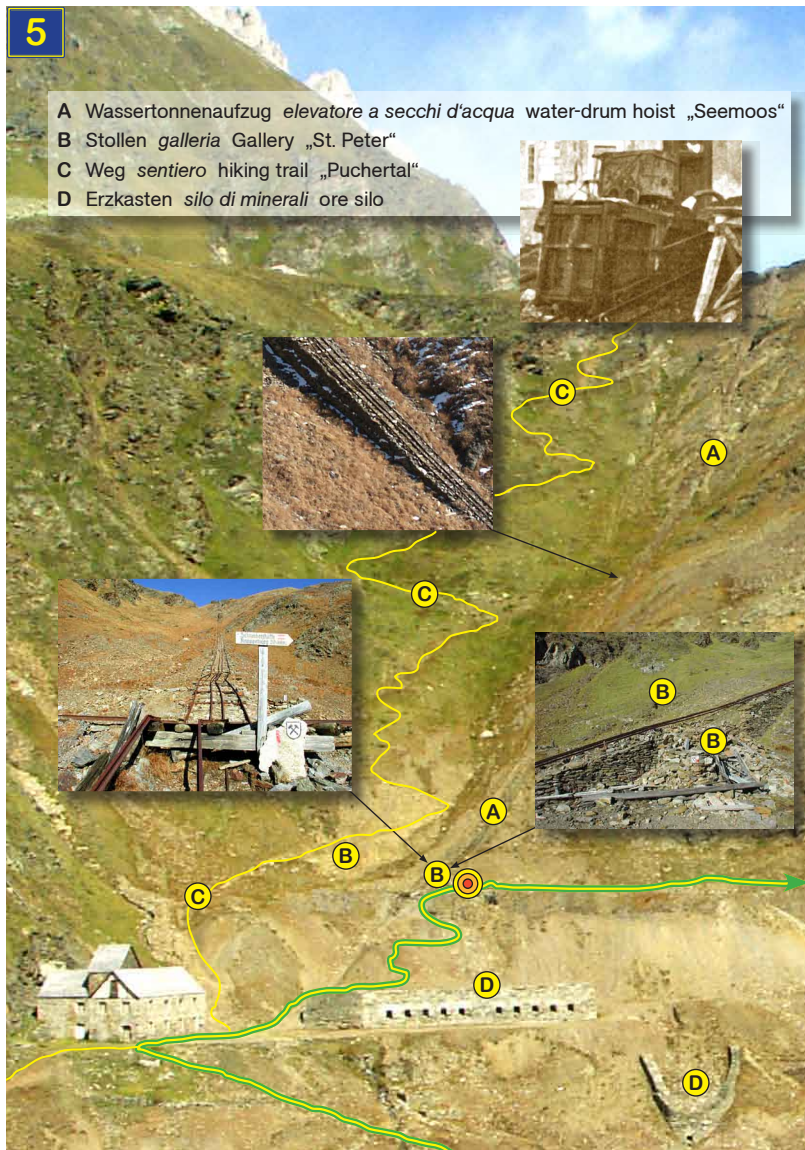 5
A Wassertonnenaufzug elevatore a secchi d‘acqua water-drum hoist „Seemoos“
B Stollen galleria Gallery „St. Peter“
C Weg sentiero hiking trail „Puchertal“
D Erzkasten silo di minerali ore silo
C
A
C
B
B
A
B
B
C
D
D